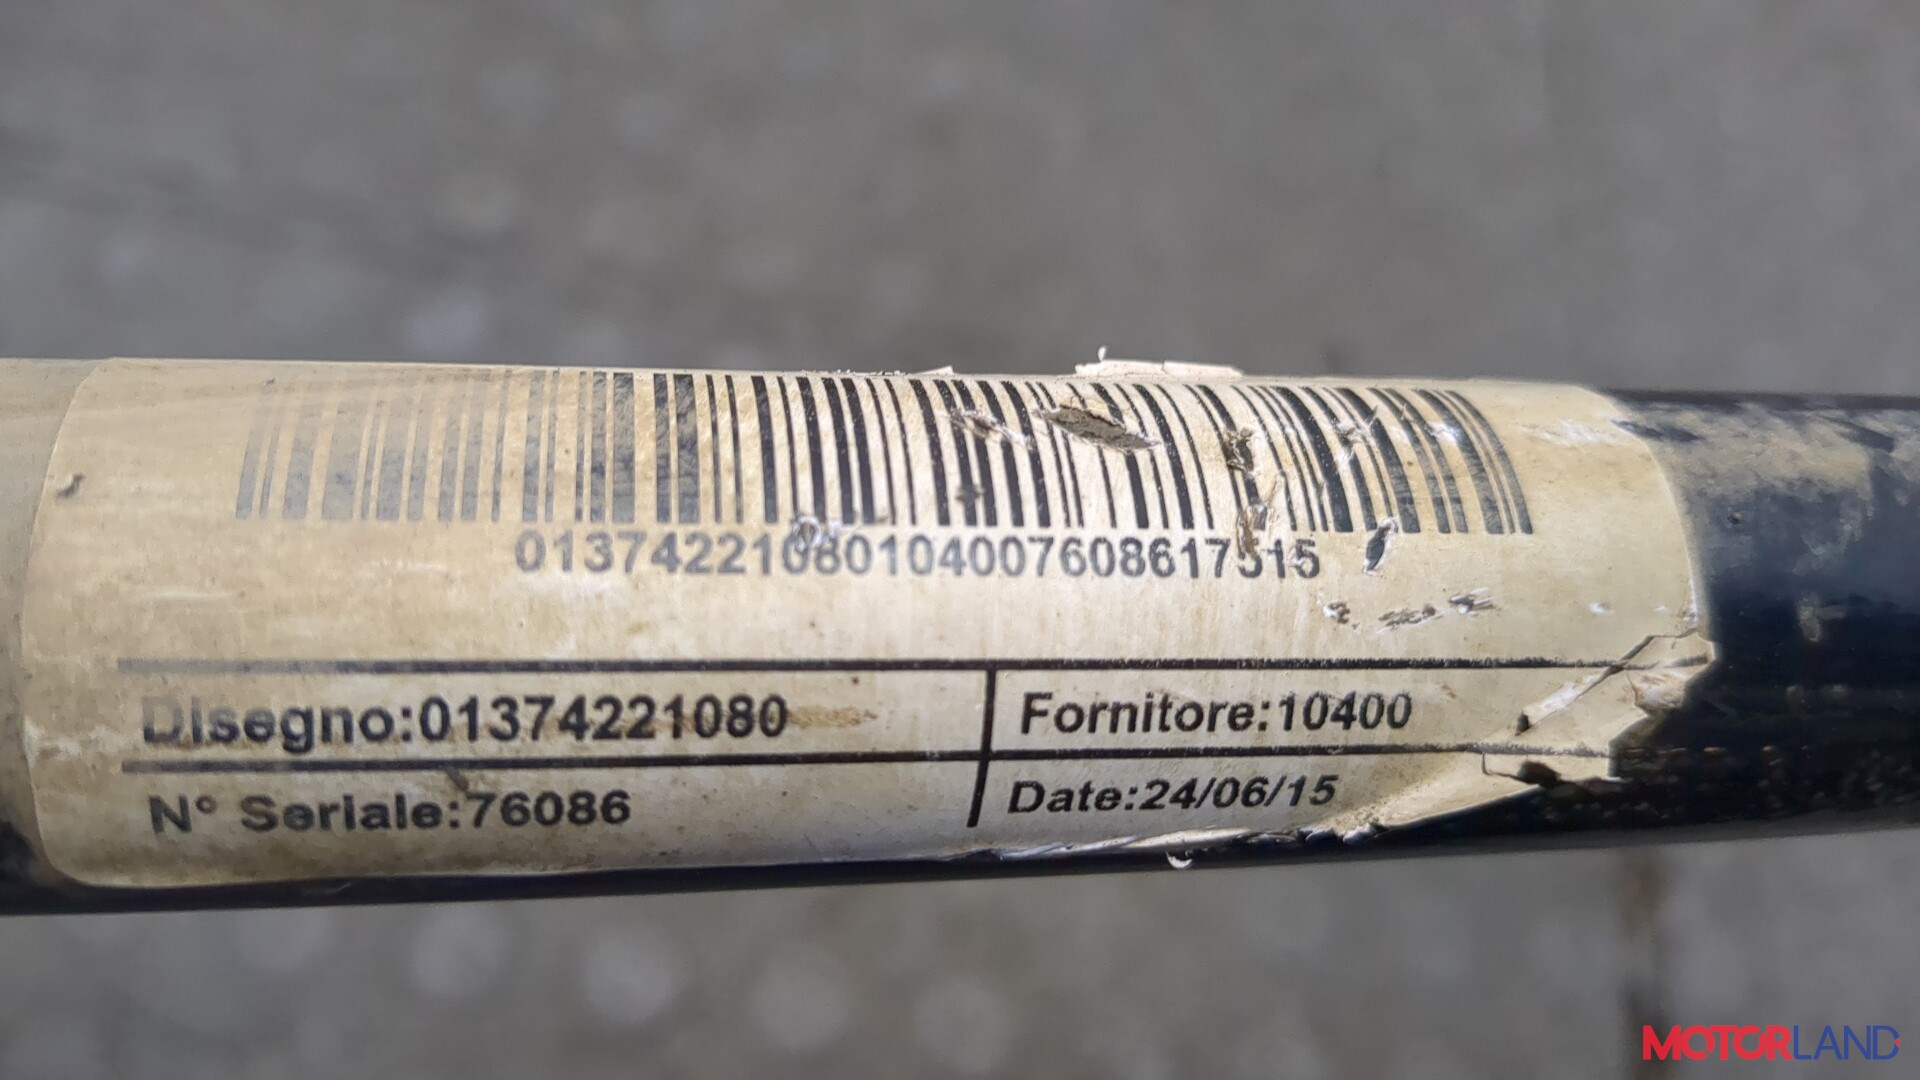 01374221080104007608617515
Disegno:01374221080
Fornitore:10400
N° Seriale:76086
Date:24/06/15
MOTORLAND